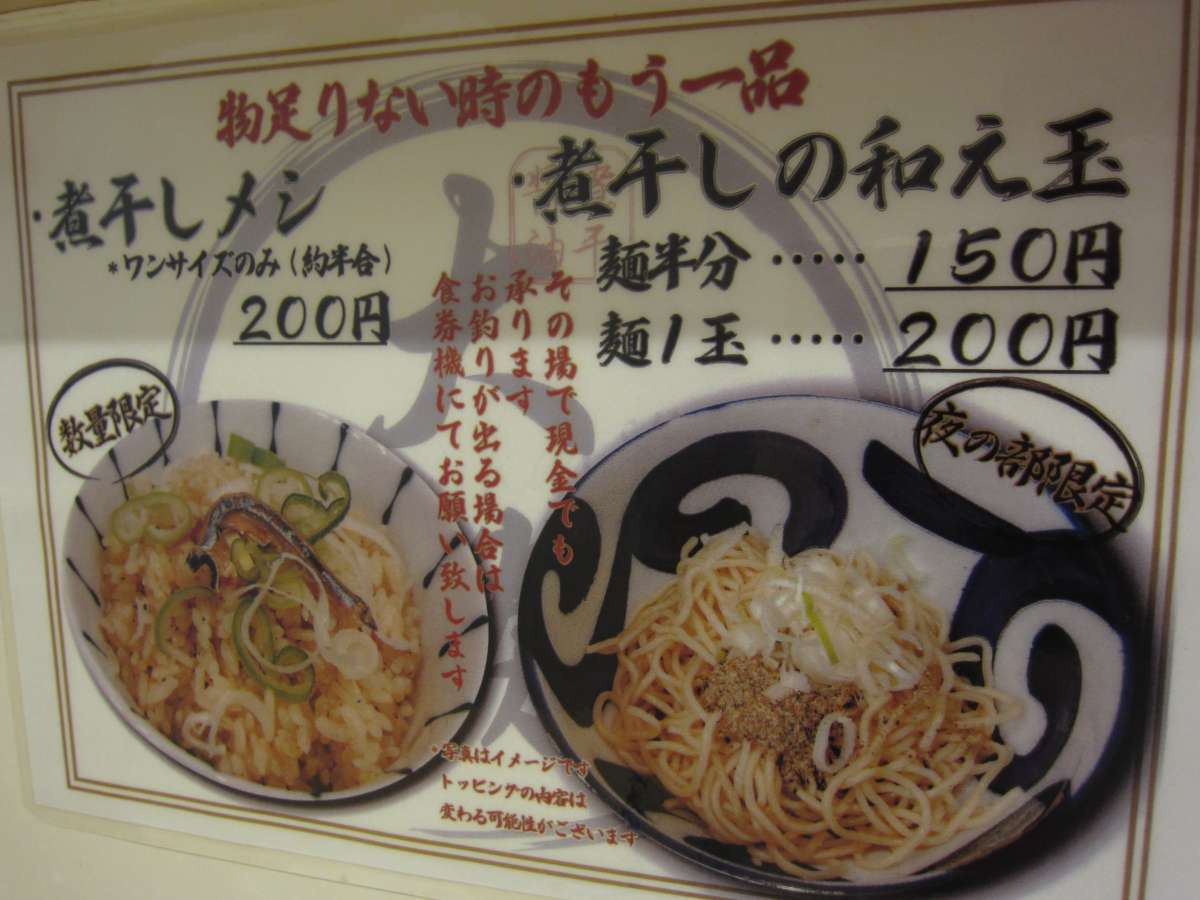 物足りない時のもう一品
・煮干しメシ
*ワンサイズのみ(約半合)
200円
数量限定
・煮干しの和え玉
麺半分 ・・・・・ 150円
麺1玉 ・・・・・ 200円
夜の部限定
その場で現金でも
承ります
お釣りが出る場合は
食券機にてお願い致します
*写真はイメージです
トッピングの内容は
変わる可能性がございます